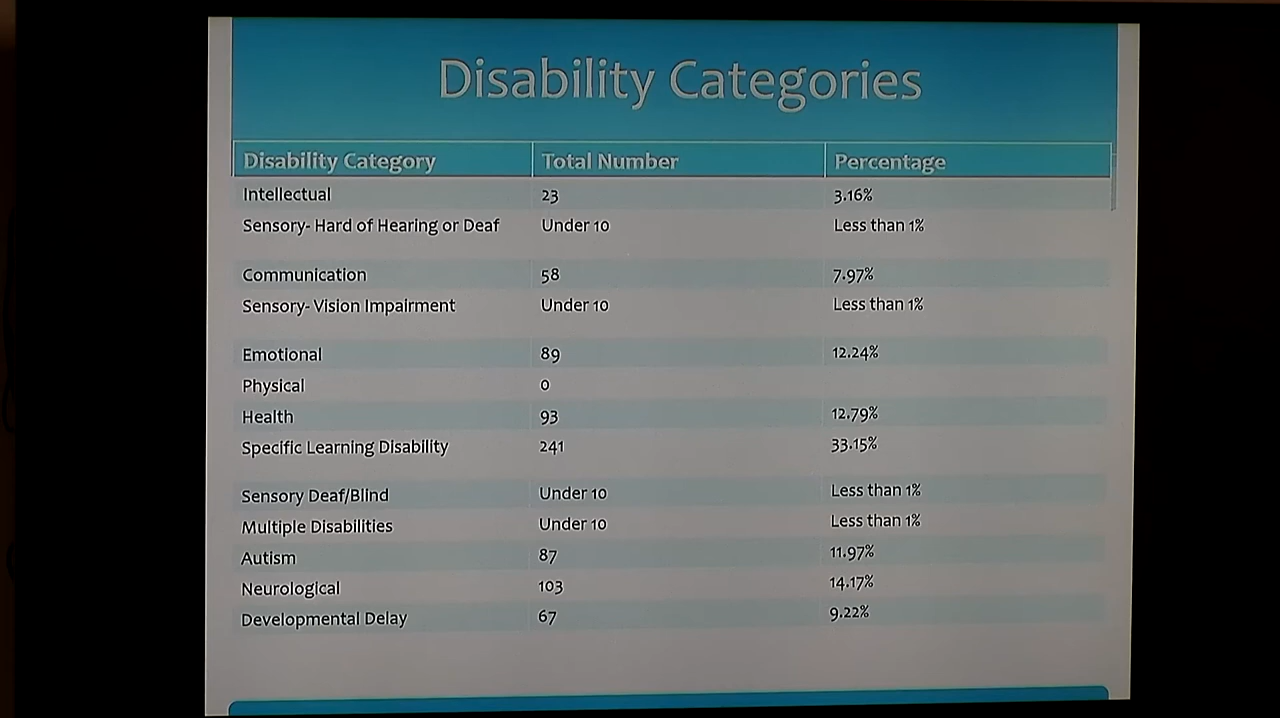 Disability Categories
Disability Category Total Number Percentage
Intellectual 23 3.16%
Sensory- Hard of Hearing or Deaf Under 10 Less than 1%
Communication 58 7.97%
Sensory- Vision Impairment Under 10 Less than 1%
Emotional 89 12.24%
Physical 0
Health 93 12.79%
Specific Learning Disability 241 33.15%
Sensory Deaf/Blind Under 10 Less than 1%
Multiple Disabilities Under 10 Less than 1%
Autism 87 11.97%
Neurological 103 14.17%
Developmental Delay 67 9.22%